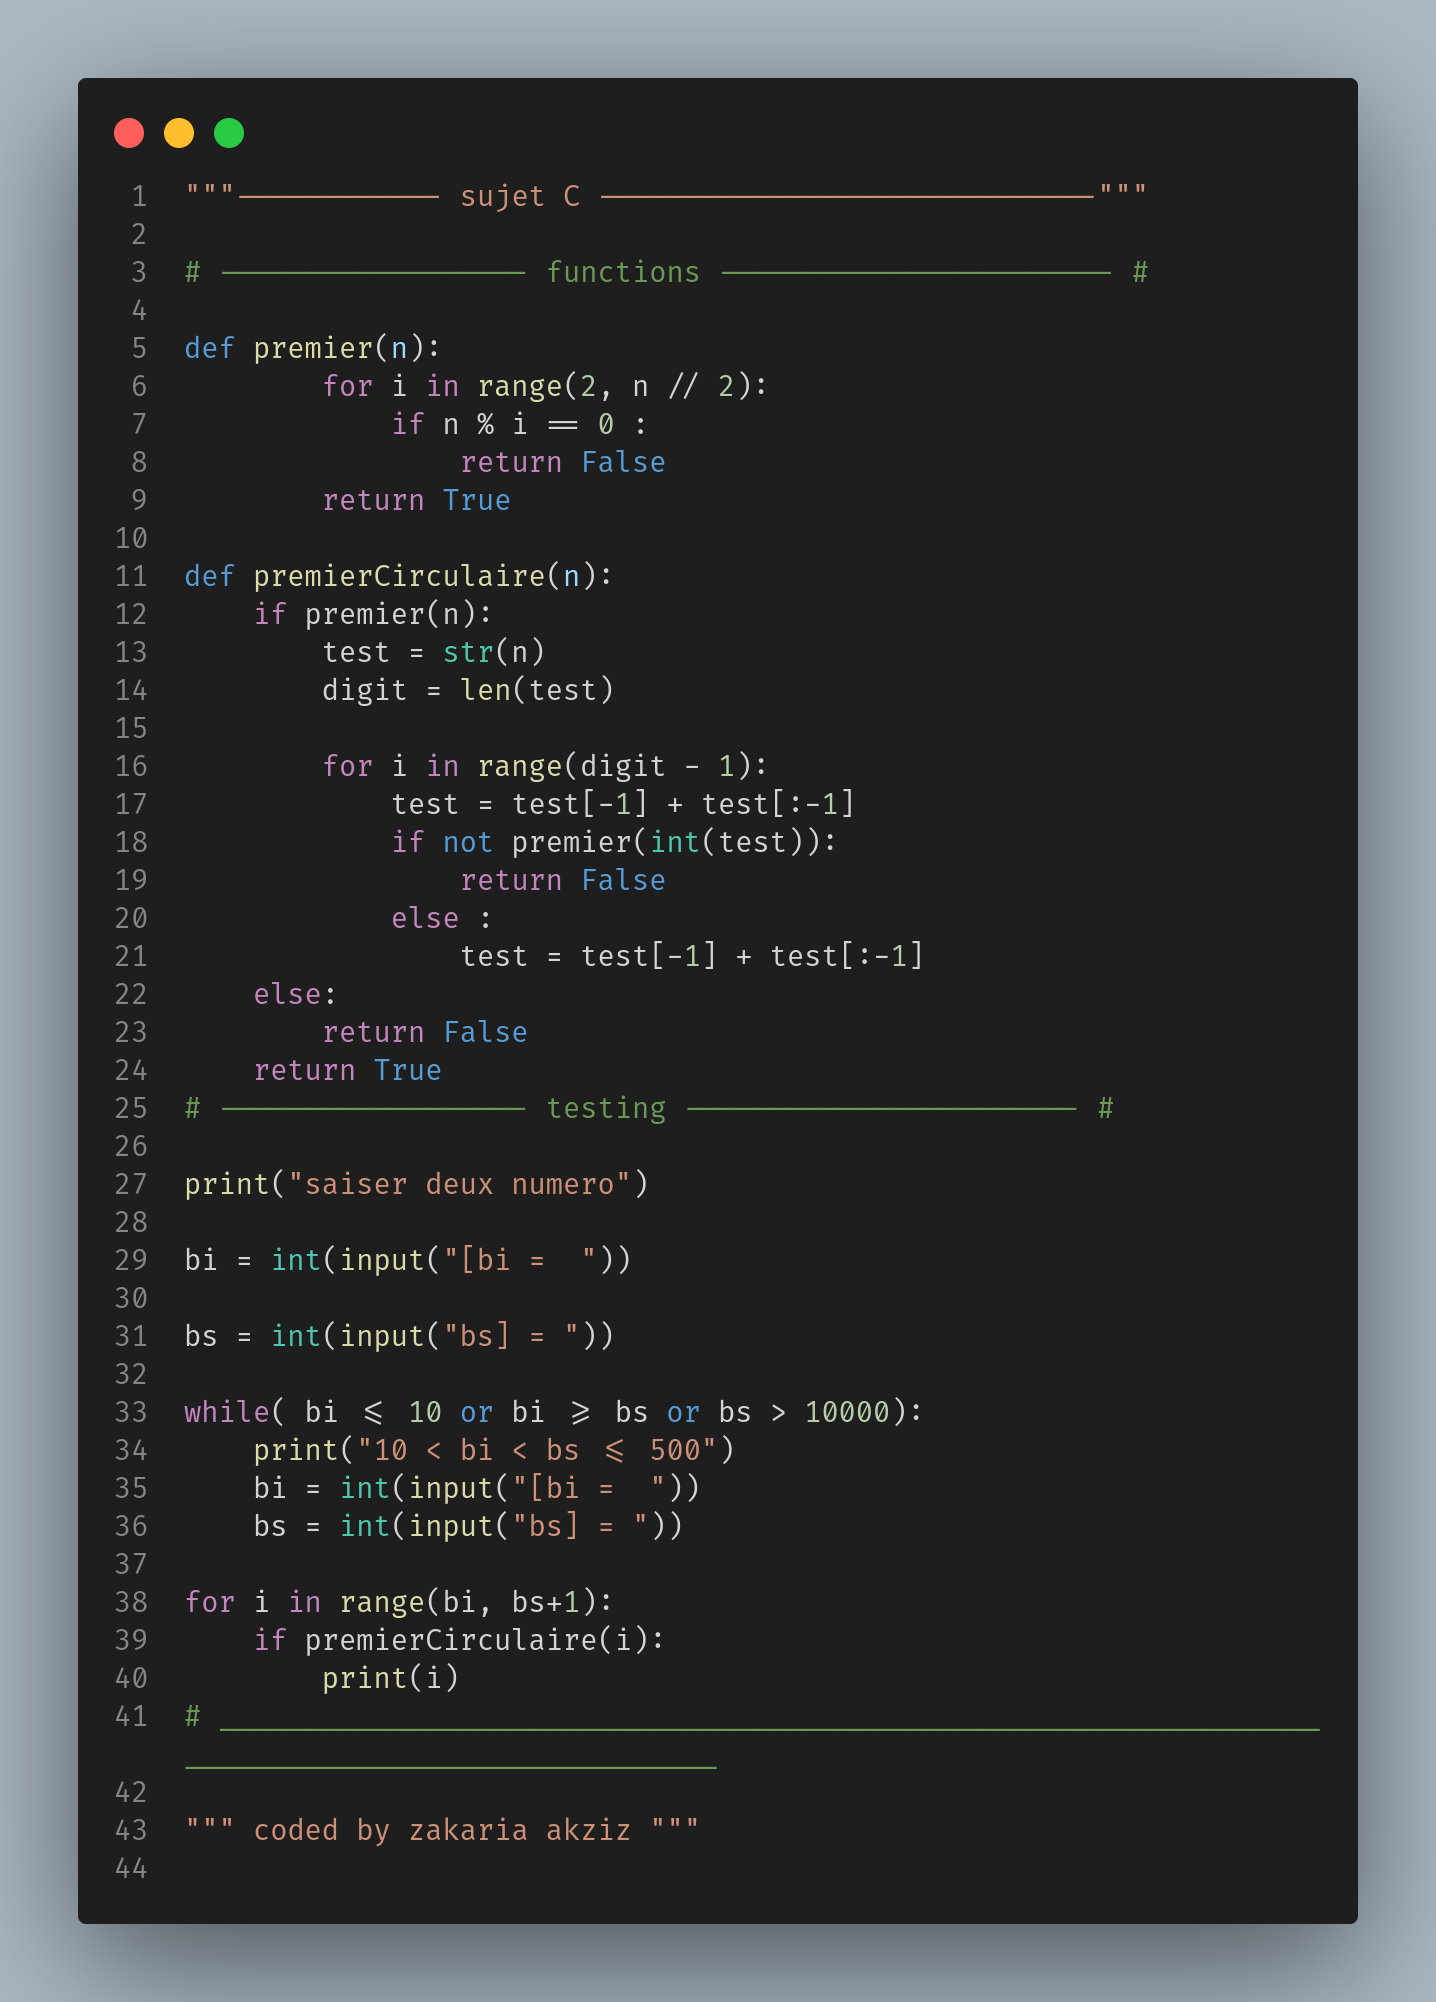 1 """------------ sujet C -----------------------------"""
2
3 # ------------------ functions ----------------------- #
4
5 def premier(n):
6         for i in range(2, n // 2):
7             if n % i == 0 :
8                 return False
9         return True
10
11 def premierCirculaire(n):
12     if premier(n):
13         test = str(n)
14         digit = len(test)
15
16         for i in range(digit - 1):
17             test = test[-1] + test[:-1]
18             if not premier(int(test)):
19                 return False
20             else :
21                 test = test[-1] + test[:-1]
22     else:
23         return False
24     return True
25 # ------------------ testing ----------------------- #
26
27 print("saiser deux numero")
28
29 bi = int(input("[bi =  "))
30
31 bs = int(input("bs] = "))
32
33 while( bi <= 10 or bi >= bs or bs > 10000):
34     print("10 < bi < bs <= 500")
35     bi = int(input("[bi =  "))
36     bs = int(input("bs] = "))
37
38 for i in range(bi, bs+1):
39     if premierCirculaire(i):
40         print(i)
41 # ________________________________________________________________
_______________________________
42
43 """ coded by zakaria akziz """
44